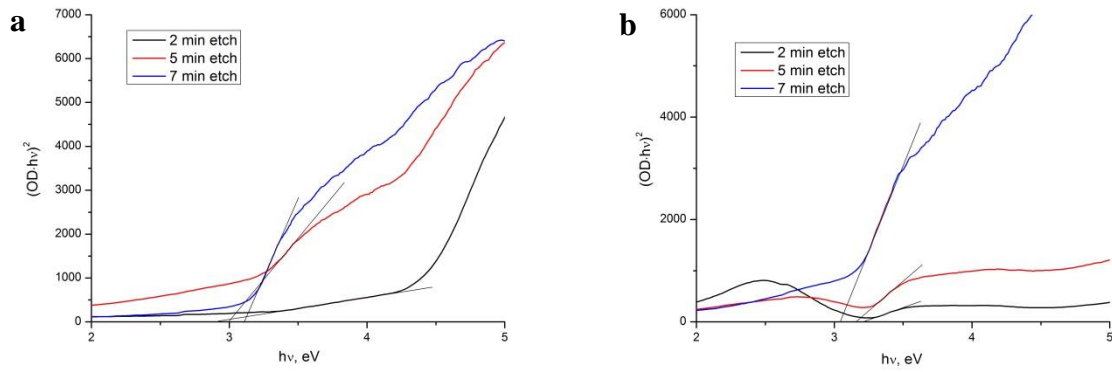 a
7000
6000
5000
4000
3000
2000
1000
0
(OD·hν)²
2 min etch
5 min etch
7 min etch
2
3
4
5
hν, eV
b
6000
4000
2000
0
(OD·hν)²
2 min etch
5 min etch
7 min etch
2
3
4
5
hν, eV